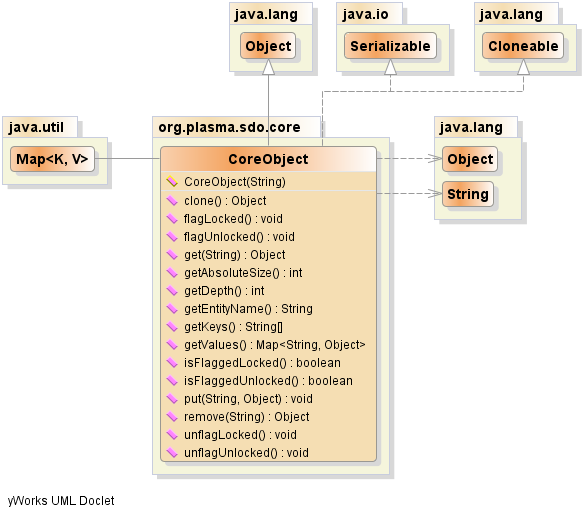 java.lang
Object
java.io
Serializable
java.lang
Cloneable
java.util
Map<K, V>
org.plasma.sdo.core
CoreObject
CoreObject(String)
clone() : Object
flagLocked() : void
flagUnlocked() : void
get(String) : Object
getAbsoluteSize() : int
getDepth() : int
getEntityName() : String
getKeys() : String[]
getValues() : Map<String, Object>
isFlaggedLocked() : boolean
isFlaggedUnlocked() : boolean
put(String, Object) : void
remove(String) : Object
unflagLocked() : void
unflagUnlocked() : void
java.lang
Object
String
yWorks UML Doclet